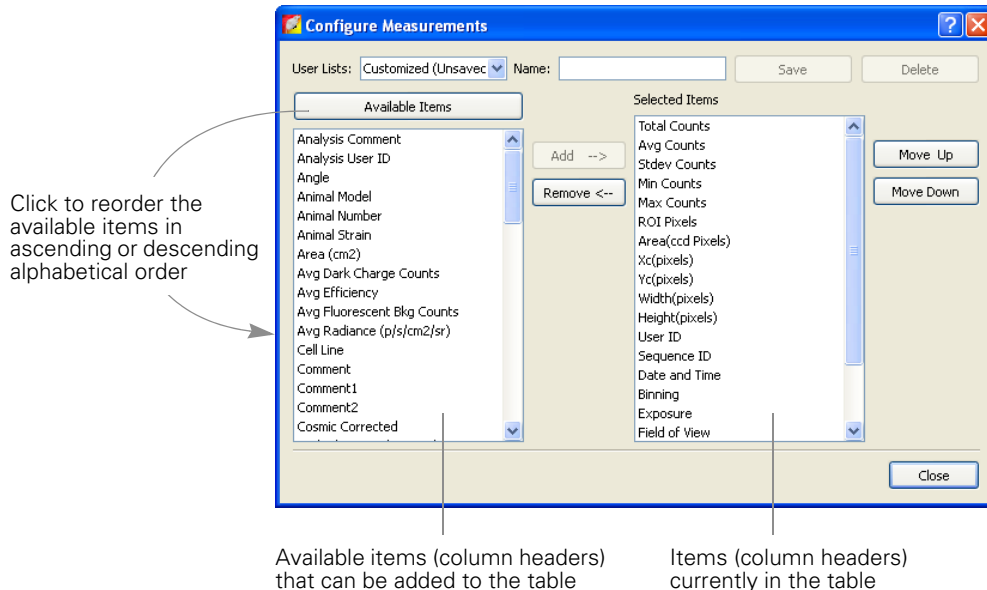 Configure Measurements
User Lists: Customized (Unsavec Name:
Save
Delete
Available Items
Selected Items
Analysis Comment
Analysis User ID
Angle
Animal Model
Animal Number
Animal Strain
Area (cm2)
Avg Dark Charge Counts
Avg Efficiency
Avg Fluorescent Bkg Counts
Avg Radiance (p/s/cm2/sr)
Cell Line
Comment
Comment1
Comment2
Cosmic Corrected
Add -->
Remove <--
Total Counts
Avg Counts
Stdev Counts
Min Counts
Max Counts
ROI Pixels
Area(ccd Pixels)
Xc(pixels)
Yc(pixels)
Width(pixels)
Height(pixels)
User ID
Sequence ID
Date and Time
Binning
Exposure
Field of View
Move Up
Move Down
Close
Click to reorder the
available items in
ascending or descending
alphabetical order
Available items (column headers)
that can be added to the table
Items (column headers)
currently in the table